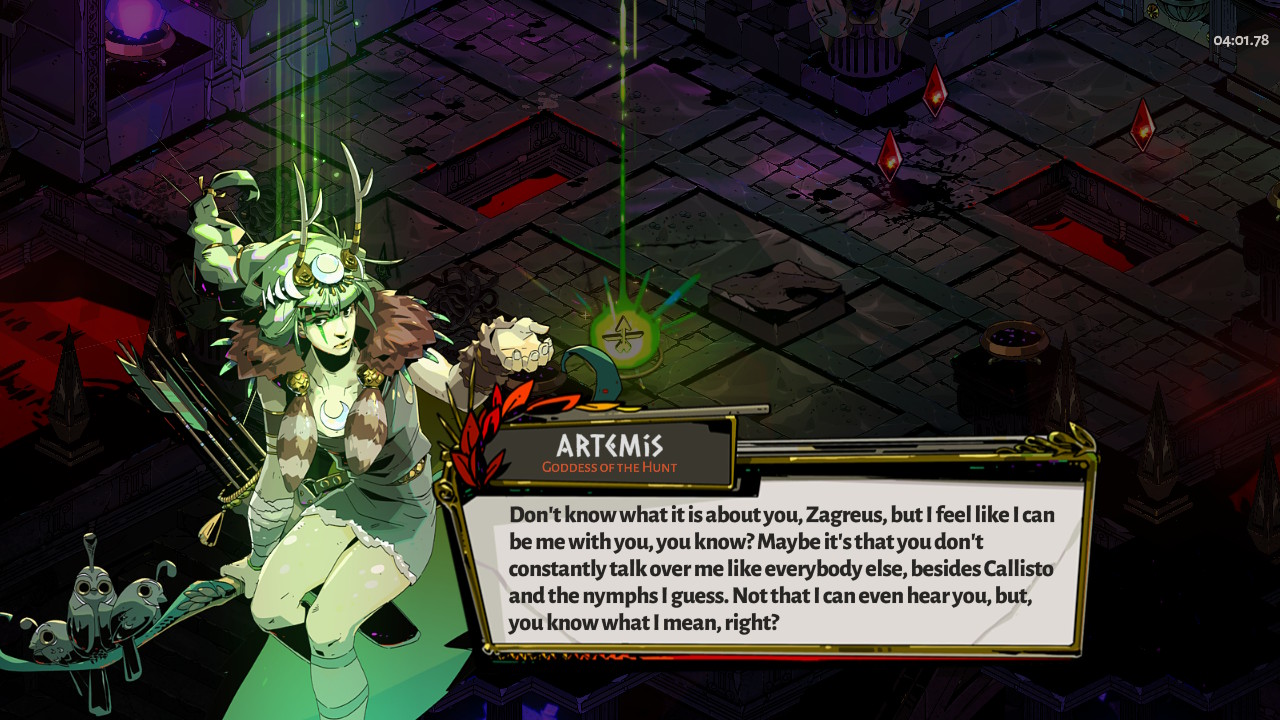 04:01.78
ARTEMIS
GODDESS OF THE HUNT
Don't know what it is about you, Zagreus, but I feel like I can
be me with you, you know? Maybe it's that you don't
constantly talk over me like everybody else, besides Callisto
and the nymphs I guess. Not that I can even hear you, but,
you know what I mean, right?